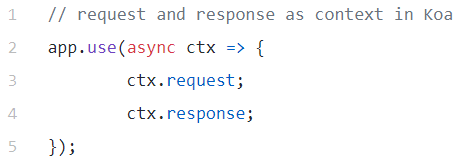 1 // request and response as context in Koa
2 app.use(async ctx => {
3 ctx.request;
4 ctx.response;
5 });